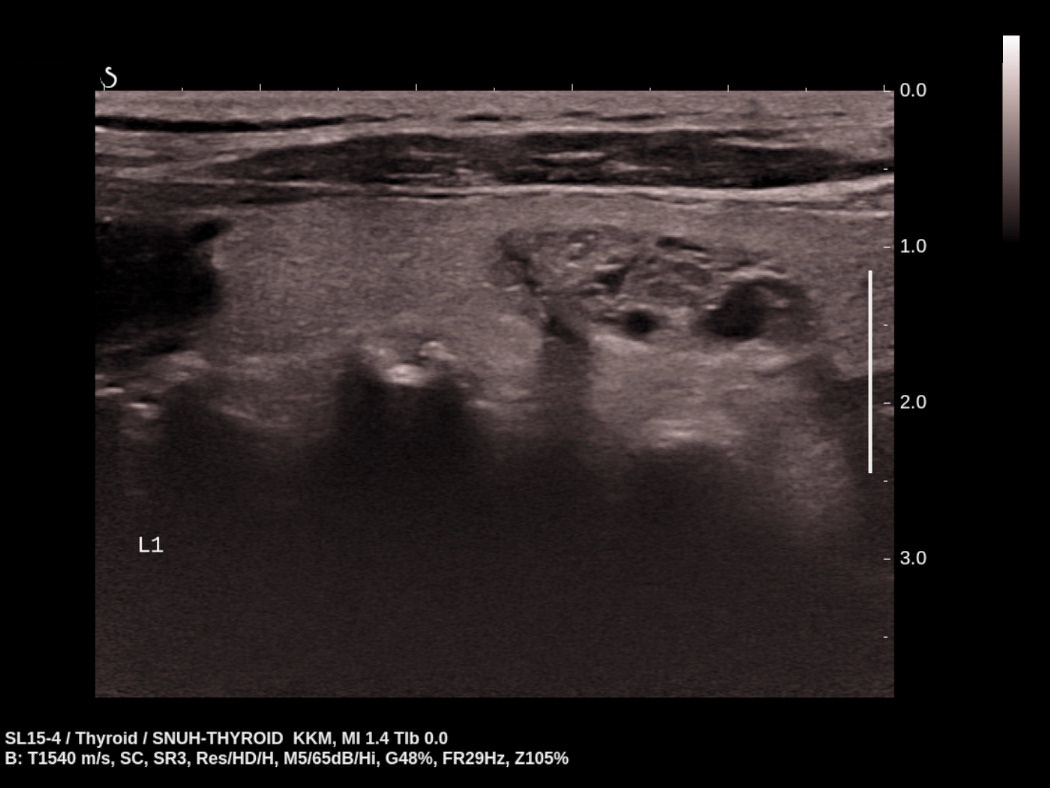 0.0
1.0
2.0
L1
3.0
SL15-4 / Thyroid / SNUH-THYROID KKM, MI 1.4 TIb 0.0
B: T1540 m/s, SC, SR3, Res/HD/H, M5/65dB/Hi, G48%, FR29Hz, Z105%